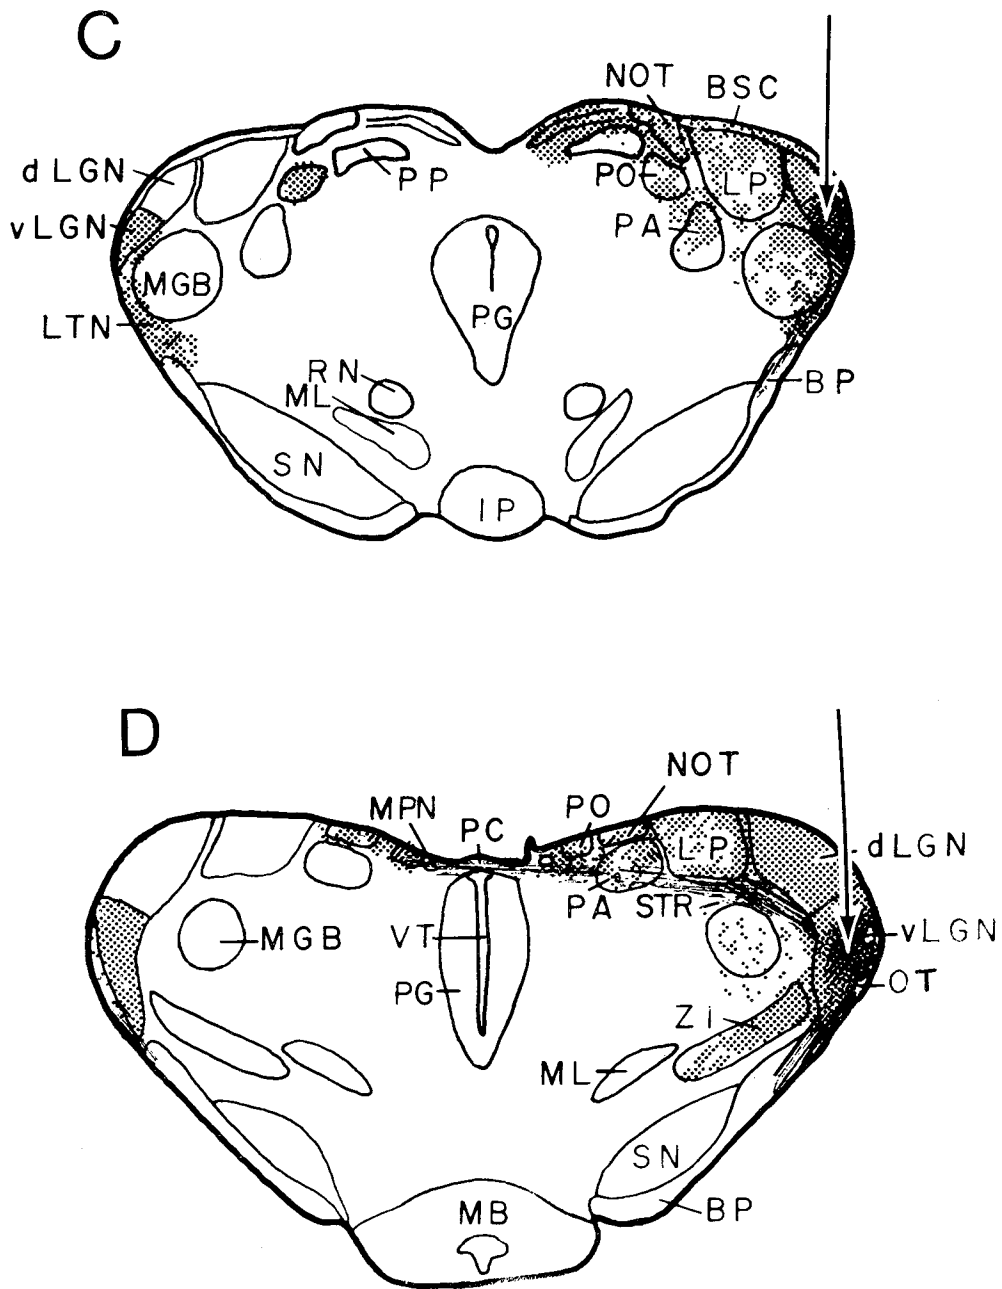 C
NOT
BSC
dLGN
PP
PO
LP
vLGN
PA
MGB
PG
LTN
RN
ML
BP
SN
IP
D
NOT
MPN
PO
PC
LP
dLGN
PA
STR
MGB
VT
vLGN
PG
OT
Zi
ML
SN
MB
BP